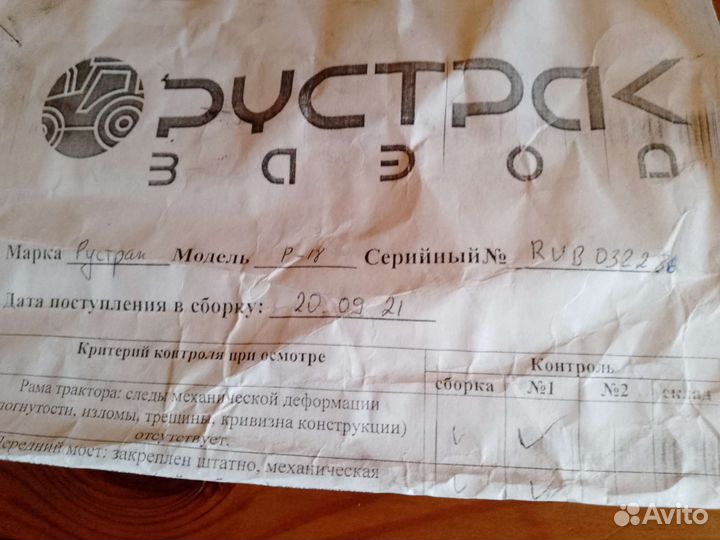 РУСТРАК
ЗАВОД
Марка Рустрак Модель Р-18 Серийный № RVB 0322
Дата поступления в сборку: 20.09 21
Критерий контроля при осмотре Контроль
сборка №1 №2 склад
Рама трактора: следы механической деформации
погнутости, изломы, трещины, кривизна конструкции)
отсутствует.
Передний мост: закреплен штатно, механическая
Avito